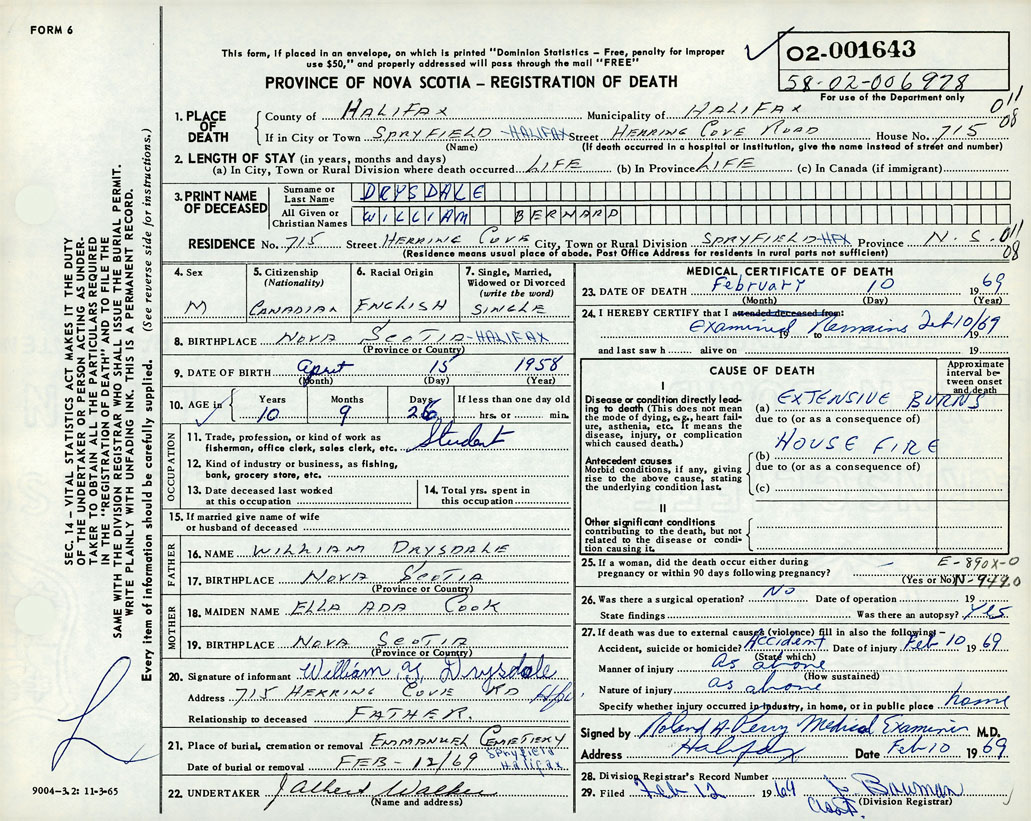 FORM 6
This form, if placed in an envelope, on which is printed "Dominion Statistics – Free, penalty for improper
use $50," and properly addressed will pass through the mail "FREE"
PROVINCE OF NOVA SCOTIA – REGISTRATION OF DEATH
02-001643
58-02-006978
For use of the Department only
011
08
1. PLACE OF DEATH
County of HALIFAX Municipality of HALIFAX
If in City or Town SPRYFIELD -HALIFAX Street HERRING COVE ROAD House No. 715
(Name) (If death occurred in a hospital or institution, give the name instead of street and number)
2. LENGTH OF STAY (in years, months and days)
(a) In City, Town or Rural Division where death occurred LIFE (b) In Province LIFE (c) In Canada (if immigrant)
3. PRINT NAME OF DECEASED
Surname or Last Name DRYSDALE
All Given or Christian Names WILLIAM BERNARD
RESIDENCE No. 715 Street HERRING COVE City, Town or Rural Division SPRYFIELD-HFX Province N.S. 011
08
(Residence means usual place of abode. Post Office Address for residents in rural parts not sufficient)
4. Sex
M
5. Citizenship
(Nationality)
CANADIAN
6. Racial Origin
ENGLISH
7. Single, Married,
Widowed or Divorced
(write the word)
SINGLE
8. BIRTHPLACE NOVA SCOTIA -HALIFAX
(Province or Country)
9. DATE OF BIRTH April 15 1958
(Month) (Day) (Year)
10. AGE in
Years Months Days If less than one day old
10 9 26 hrs. or min.
OCCUPATION
11. Trade, profession, or kind of work as
fisherman, office clerk, sales clerk, etc. Student
12. Kind of industry or business, as fishing,
bank, grocery store, etc.
13. Date deceased last worked
at this occupation
14. Total yrs. spent in
this occupation
15. If married give name of wife
or husband of deceased
FATHER
16. NAME WILLIAM DRYSDALE
17. BIRTHPLACE NOVA SCOTIA
(Province or Country)
MOTHER
18. MAIDEN NAME ELLA ADA COOK
19. BIRTHPLACE NOVA SCOTIA
(Province or Country)
20. Signature of informant William Drysdale
Address 715 HERRING COVE RD
Relationship to deceased FATHER.
21. Place of burial, cremation or removal EMMANUEL CEMETERY
Spryfield
Date of burial or removal FEB-12/69 Halifax
22. UNDERTAKER J Albert Walker
(Name and address)
MEDICAL CERTIFICATE OF DEATH
23. DATE OF DEATH February 10 1969
(Month) (Day) (Year)
24. I HEREBY CERTIFY that I attended deceased from:
Examined Remains Feb 10/69
19 to 19
and last saw h alive on 19
CAUSE OF DEATH
Approximate
interval be-
tween onset
and death
I
Disease or condition directly lead-
ing to death (This does not mean
the mode of dying, e.g., heart fail-
ure, asthenia, etc. It means the
disease, injury, or complication
which caused death.)
(a) EXTENSIVE BURNS
due to (or as a consequence of)
HOUSE FIRE
Antecedent causes
Morbid conditions, if any, giving
rise to the above cause, stating
the underlying condition last.
(b)
due to (or as a consequence of)
(c)
II
Other significant conditions
contributing to the death, but not
related to the disease or condi-
tion causing it.
25. If a woman, did the death occur either during
pregnancy or within 90 days following pregnancy?
E-890X-0
(Yes or No) N-9490
26. Was there a surgical operation? No Date of operation 19
State findings Was there an autopsy? Yes
27. If death was due to external causes (violence) fill in also the following:
Accident, suicide or homicide? Accident Date of injury Feb 10 1969
(State which)
Manner of injury as above
(How sustained)
Nature of injury as above
Specify whether injury occurred in industry, in home, or in public place home
Signed by Roland A. Perry Medical Examiner M.D.
Address Halifax Date Feb 10 1969
28. Division Registrar's Record Number
29. Filed Feb 12 1969 J Bowman
(Division Registrar)
SEC. 14 – VITAL STATISTICS ACT MAKES IT THE DUTY
OF THE UNDERTAKER OR PERSON ACTING AS UNDER-
TAKER TO OBTAIN ALL THE PARTICULARS REQUIRED
IN THE "REGISTRATION OF DEATH" AND TO FILE THE
SAME WITH THE DIVISION REGISTRAR WHO SHALL ISSUE THE BURIAL PERMIT.
WRITE PLAINLY WITH UNFADING INK. THIS IS A PERMANENT RECORD.
Every item of information should be carefully supplied. (See reverse side for instructions.)
9004-3.2: 11-3-65